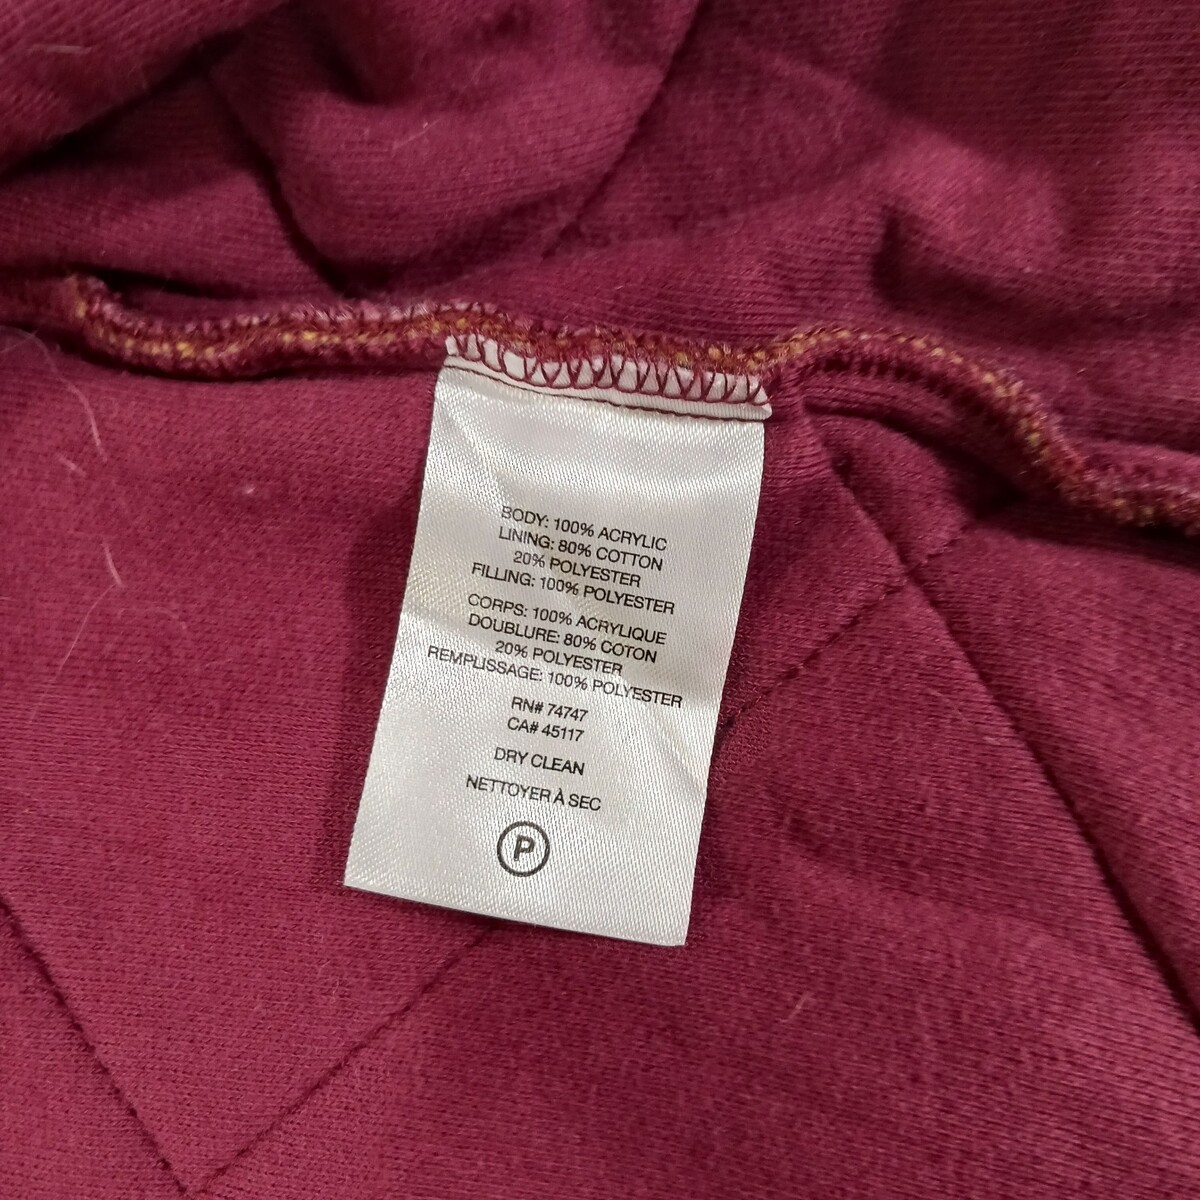 BODY: 100% ACRYLIC
LINING: 80% COTTON
20% POLYESTER
FILLING: 100% POLYESTER
CORPS: 100% ACRYLIQUE
DOUBLURE: 80% COTON
20% POLYESTER
REMPLISSAGE: 100% POLYESTER
RN# 74747
CA# 45117
DRY CLEAN
NETTOYER À SEC
P